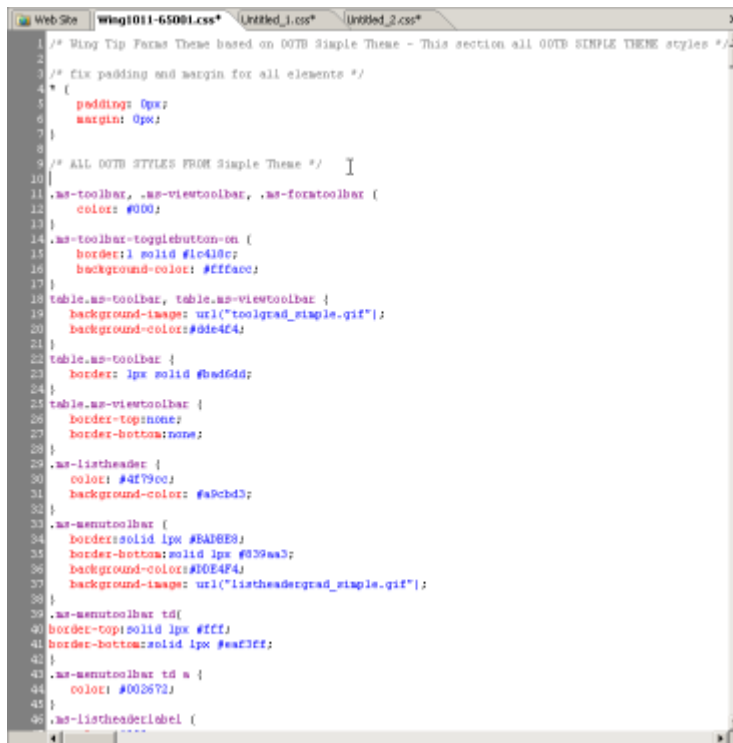 Web Site Wing1011-65001.css* Untitled_1.css* Untitled_2.css*
1 /* Wing Tip Farms Theme based on OOTB Simple Theme - This section all OOTB SIMPLE THEME styles */
2
3 /* fix padding and margin for all elements */
4 * {
5 padding: 0px;
6 margin: 0px;
7 }
8
9 /* ALL OOTB STYLES FROM Simple Theme */
10
11 .ms-toolbar, .ms-viewtoolbar, .ms-formtoolbar {
12 color: #000;
13 }
14 .ms-toolbar-togglebutton-on {
15 border:1 solid #1c418c;
16 background-color: #fffacc;
17 }
18 table.ms-toolbar, table.ms-viewtoolbar {
19 background-image: url("toolgrad_simple.gif");
20 background-color:#dde4f4;
21 }
22 table.ms-toolbar {
23 border: 1px solid #bad6dd;
24 }
25 table.ms-viewtoolbar {
26 border-top:none;
27 border-bottom:none;
28 }
29 .ms-listheader {
30 color: #4f79cc;
31 background-color: #a9cbd3;
32 }
33 .ms-menutoolbar {
34 border:solid 1px #BADBE8;
35 border-bottom:solid 1px #839aa3;
36 background-color:#DDE4F4;
37 background-image: url("listheadergrad_simple.gif");
38 }
39 .ms-menutoolbar td{
40 border-top:solid 1px #fff;
41 border-bottom:solid 1px #eaf3ff;
42 }
43 .ms-menutoolbar td a {
44 color: #002672;
45 }
46 .ms-listheaderlabel {